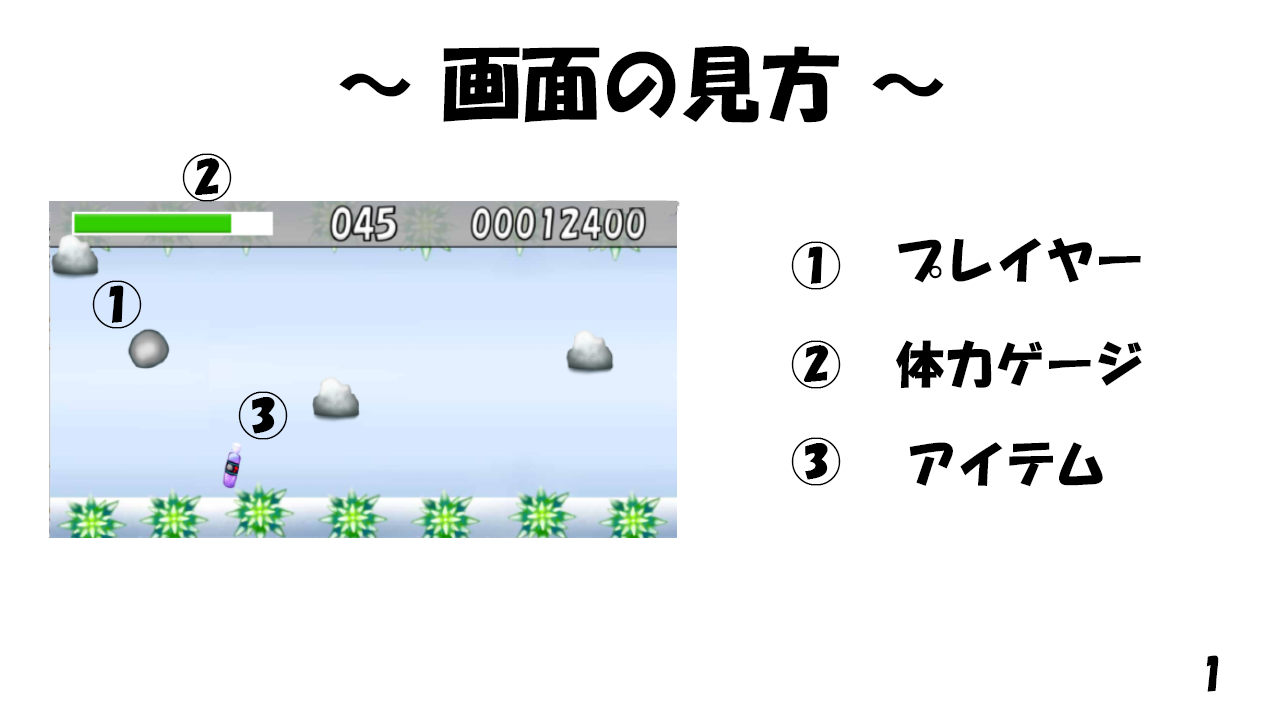 ～ 画面の見方 ～
②
045 00012400
①
③
① プレイヤー
② 体力ゲージ
③ アイテム
1